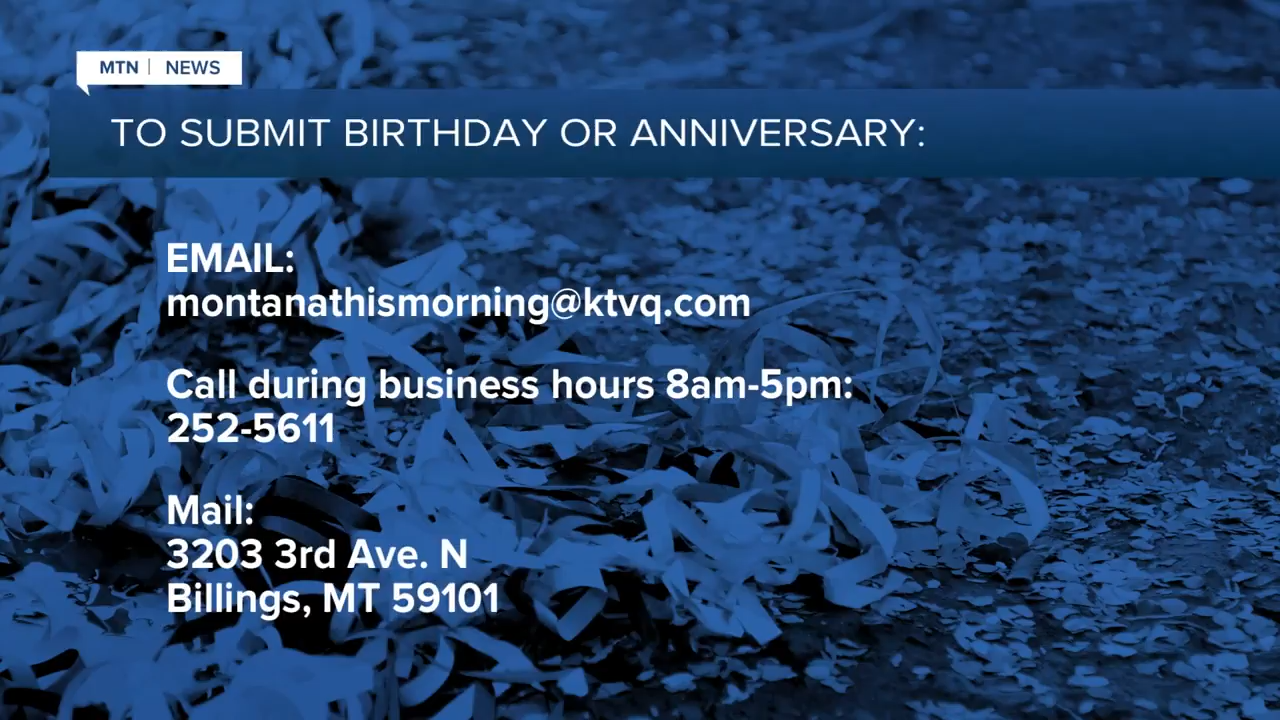 MTN | NEWS
TO SUBMIT BIRTHDAY OR ANNIVERSARY:
EMAIL:
montanathismorning@ktvq.com
Call during business hours 8am-5pm:
252-5611
Mail:
3203 3rd Ave. N
Billings, MT 59101